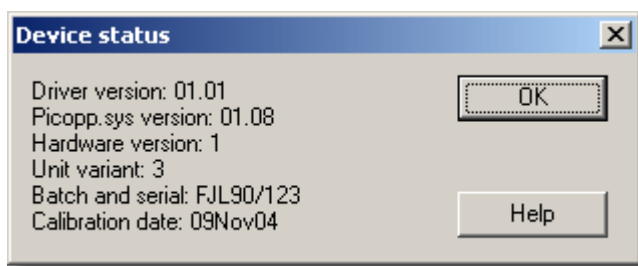 Device status
Driver version: 01.01
Picopp.sys version: 01.08
Hardware version: 1
Unit variant: 3
Batch and serial: FJL90/123
Calibration date: 09Nov04
OK
Help